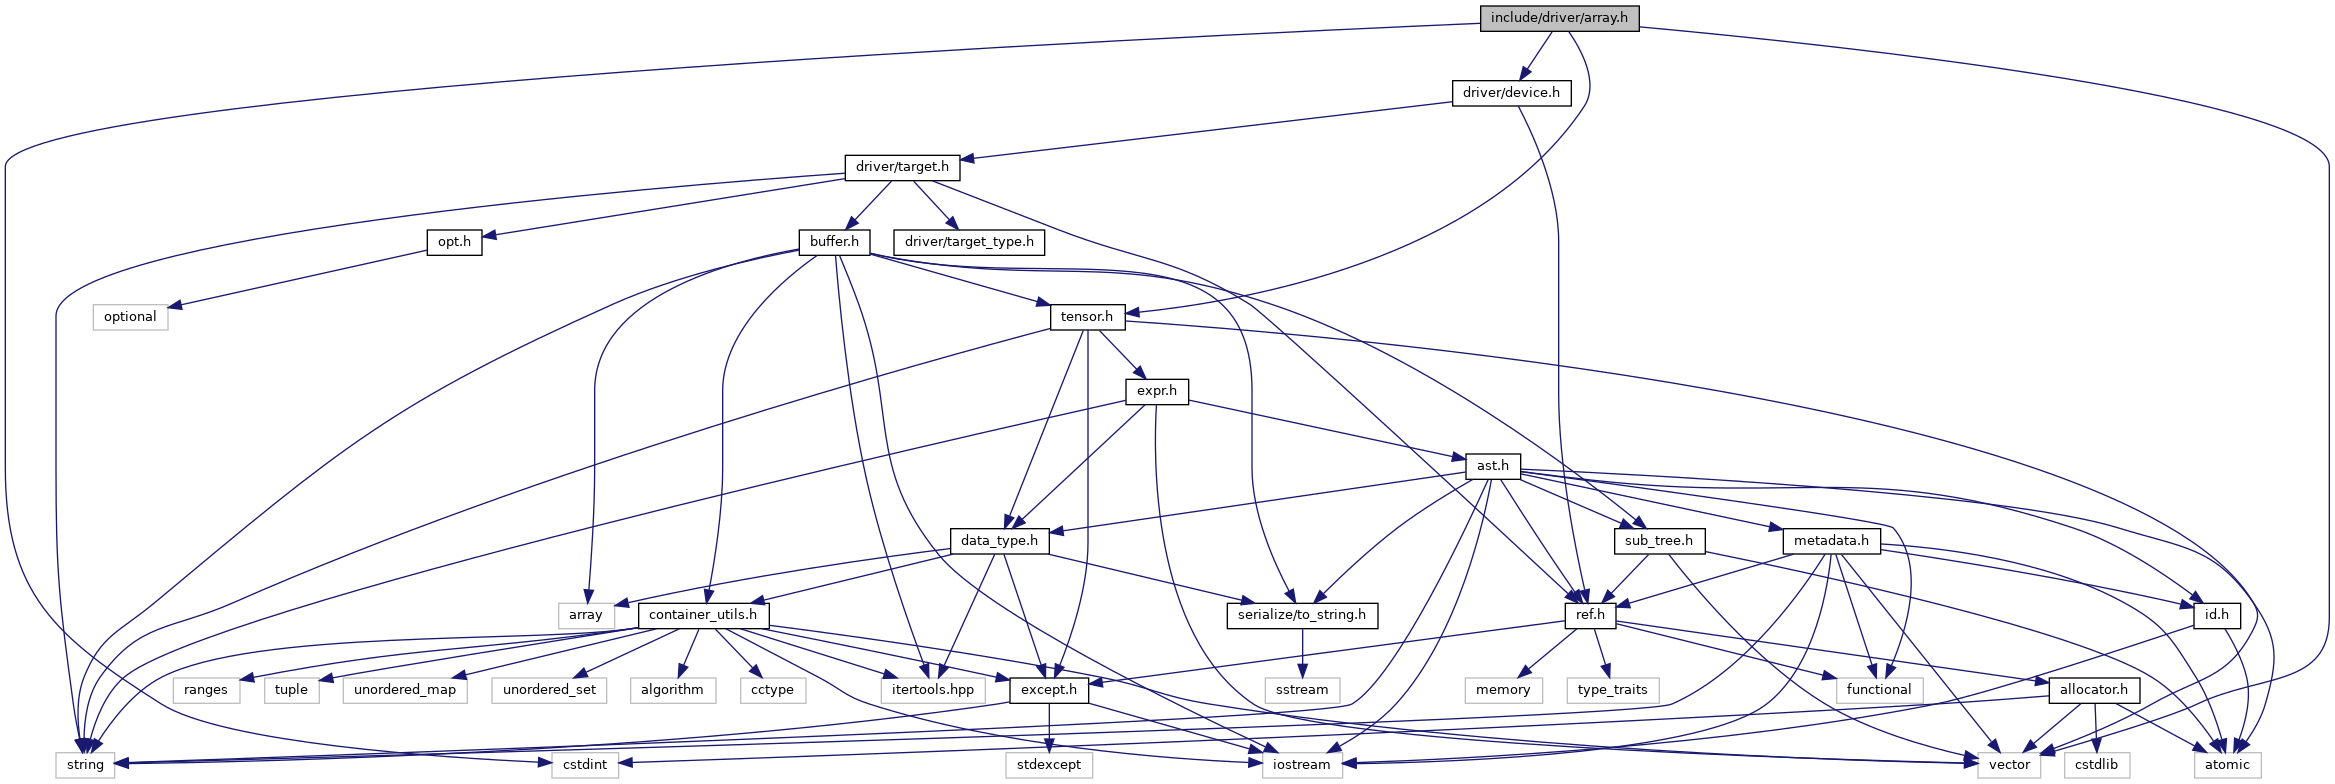 include/driver/array.h
driver/device.h
driver/target.h
opt.h
buffer.h
driver/target_type.h
optional
tensor.h
expr.h
ast.h
data_type.h
sub_tree.h
metadata.h
array
container_utils.h
serialize/to_string.h
ref.h
id.h
ranges
tuple
unordered_map
unordered_set
algorithm
cctype
itertools.hpp
except.h
sstream
memory
type_traits
functional
allocator.h
string
cstdint
stdexcept
iostream
vector
cstdlib
atomic